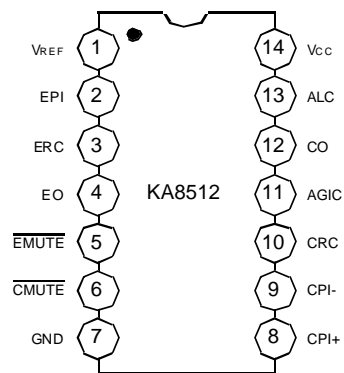 VREF 1 14 VCC
EPI 2 13 ALC
ERC 3 12 CO
EO 4 KA8512 11 AGIC
EMUTE 5 10 CRC
CMUTE 6 9 CPI-
GND 7 8 CPI+